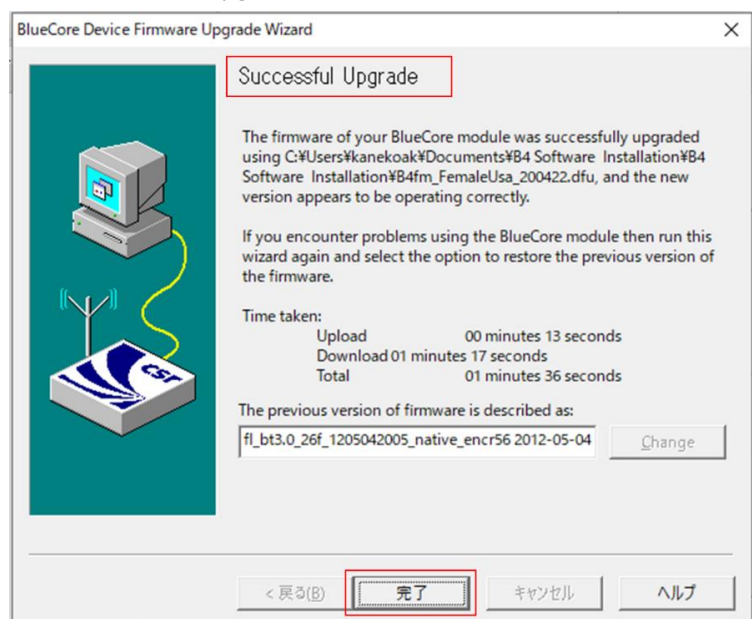 BlueCore Device Firmware Upgrade Wizard
Successful Upgrade
The firmware of your BlueCore module was successfully upgraded
using C:¥Users¥kanekoak¥Documents¥B4 Software Installation¥B4
Software Installation¥B4fm_FemaleUsa_200422.dfu, and the new
version appears to be operating correctly.
If you encounter problems using the BlueCore module then run this
wizard again and select the option to restore the previous version of
the firmware.
Time taken:
Upload 00 minutes 13 seconds
Download 01 minutes 17 seconds
Total 01 minutes 36 seconds
The previous version of firmware is described as:
fl_bt3.0_26f_1205042005_native_encr56 2012-05-04
Change
CSR
< 戻る(B)
完了
キャンセル
ヘルプ